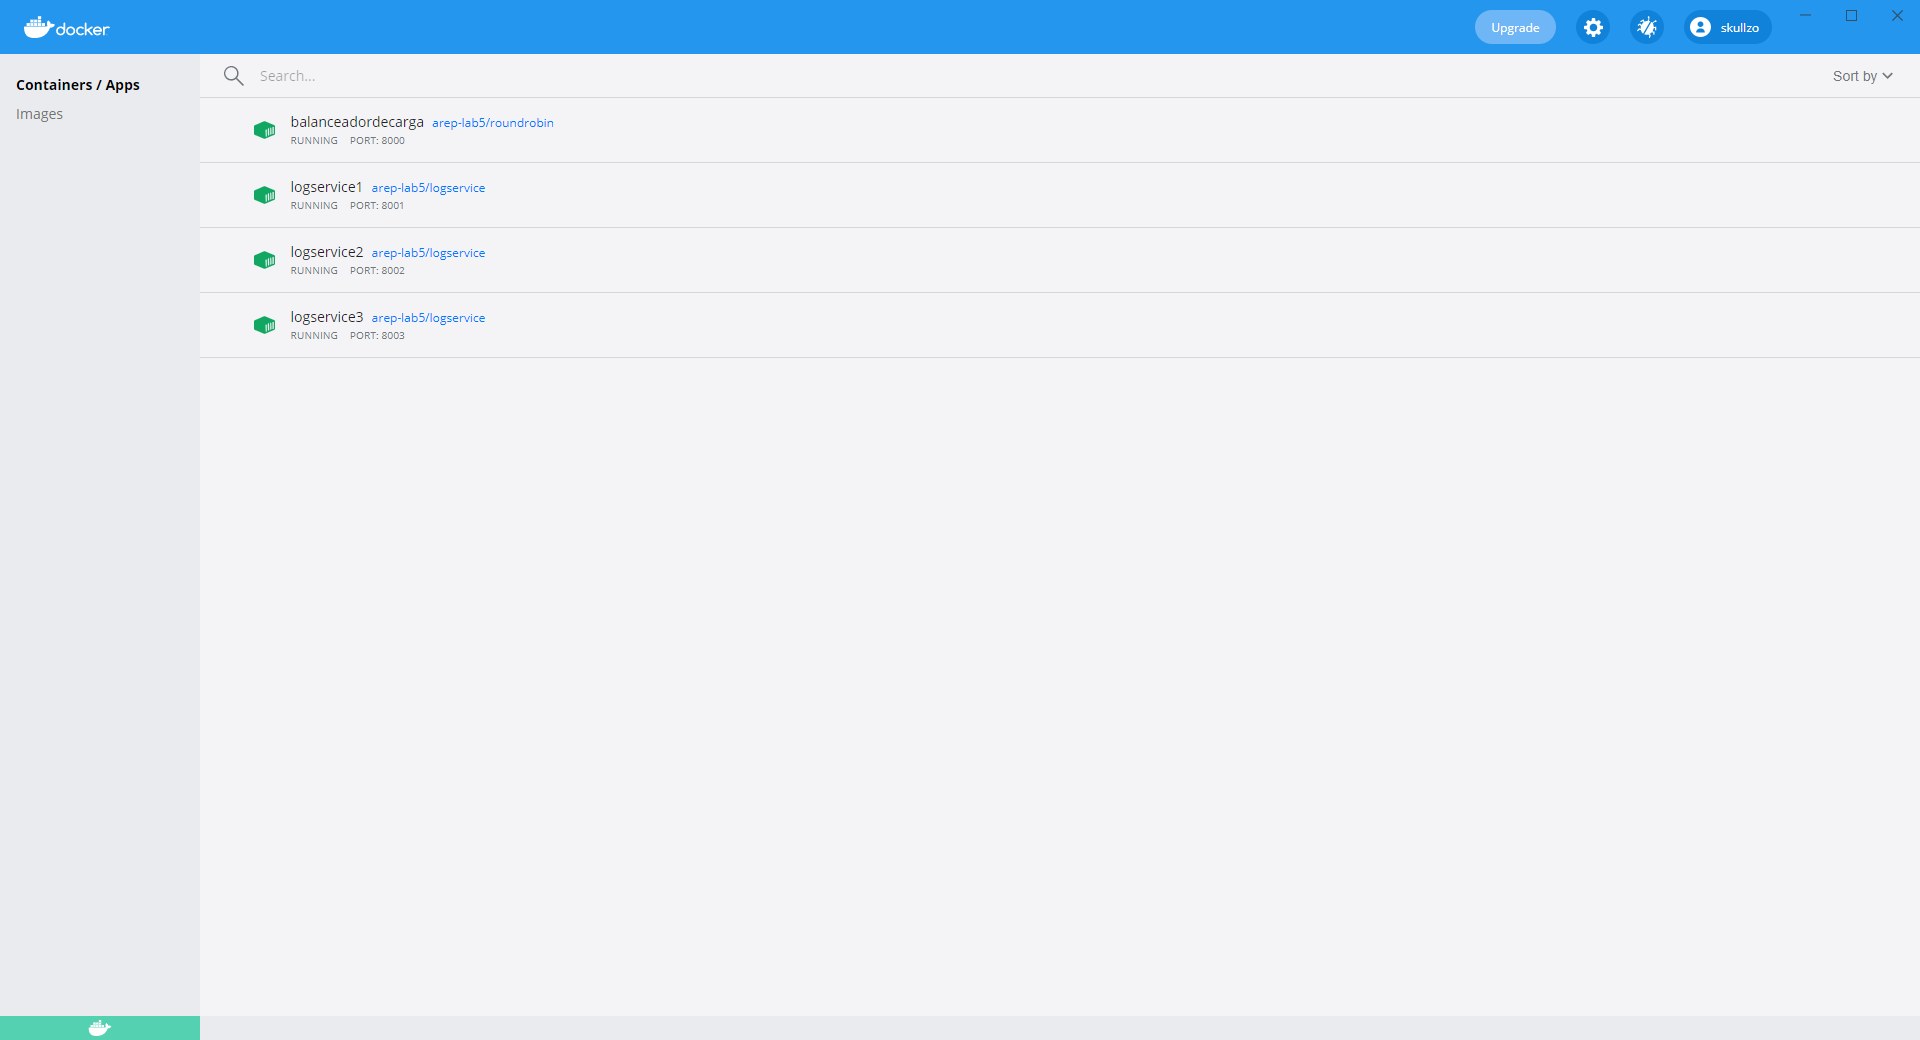 docker
Upgrade
skullzo
Containers / Apps
Images
Search...
Sort by
balanceadordecarga arep-lab5/roundrobin
RUNNING PORT: 8000
logservice1 arep-lab5/logservice
RUNNING PORT: 8001
logservice2 arep-lab5/logservice
RUNNING PORT: 8002
logservice3 arep-lab5/logservice
RUNNING PORT: 8003